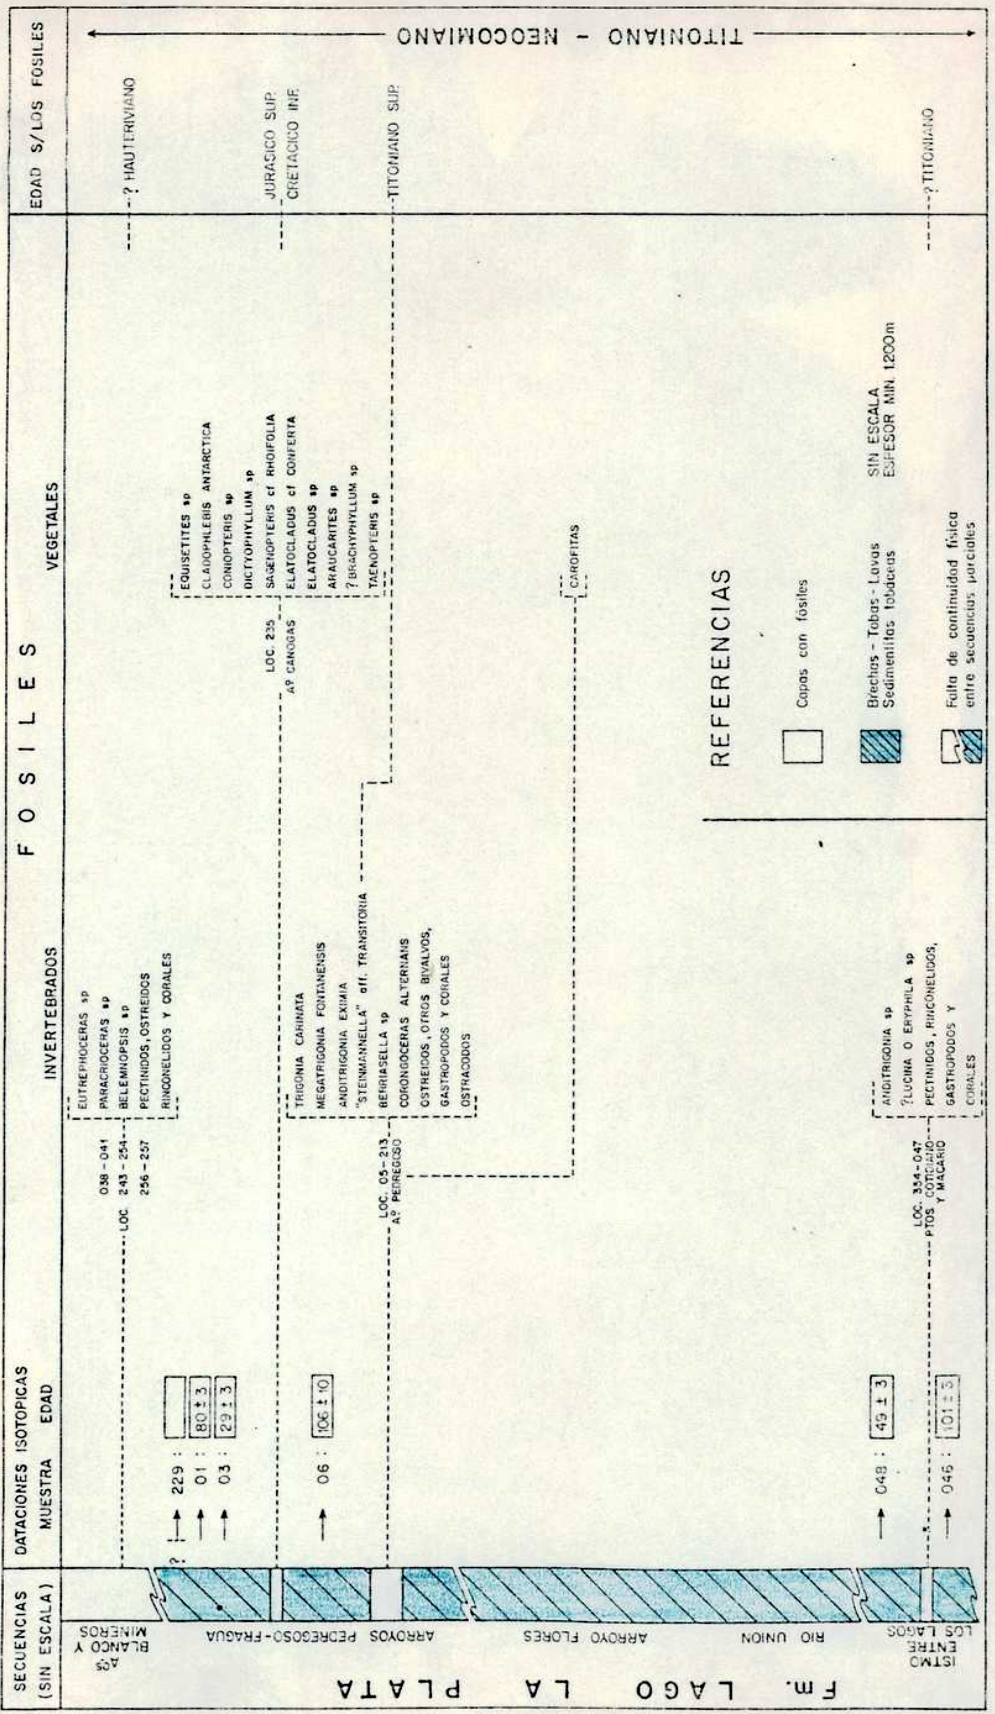 SECUENCIAS
(SIN ESCALA)
DATACIONES ISOTOPICAS
MUESTRA EDAD
F O S I L E S
INVERTEBRADOS
VEGETALES
EDAD S/LOS FOSILES
Fm. LAGO LA PLATA
AºS
BLANCO Y
MINEROS
ARROYOS PEDREGOSO-FRAGUA
ARROYO FLORES
RIO UNION
ISTMO
ENTRE
LOS LAGOS
?
229 :
01 : 80 ± 3
03 : 29 ± 3
06 : 106 ± 10
048 : 49 ± 3
046 : 101 ± 5
038-041
LOC. 243-254
256-257
EUTREPHOCERAS sp
PARACRIOCERAS sp
BELEMNOPSIS sp
PECTINIDOS, OSTREIDOS
RINCONELIDOS Y CORALES
? HAUTERIVIANO
LOC. 235
Aº CANOGAS
EQUISETITES sp
CLADOPHLEBIS ANTARCTICA
CONIOPTERIS sp
DICTYOPHYLLUM sp
SAGENOPTERIS cf RHOIFOLIA
ELATOCLADUS cf CONFERTA
ELATOCLADUS sp
ARAUCARITES sp
? BRACHYPHYLLUM sp
TAENOPTERIS sp
JURASICO SUP.
CRETACICO INF.
LOC. 05-213
Aº PEDREGOSO
TRIGONIA CARINATA
MEGATRIGONIA FONTANENSIS
ANDITRIGONIA EXIMIA
"STEINMANNELLA" aff. TRANSITORIA
BERRIASELLA sp
CORONGOCERAS ALTERNANS
OSTREIDOS, OTROS BIVALVOS,
GASTROPODOS Y CORALES
OSTRACODOS
TITONIANO SUP.
CAROFITAS
LOC. 354-047
PTOS. COTIDIANO
Y MACARIO
ANDITRIGONIA sp
?LUCINA O ERYPHILA sp
PECTINIDOS, RINCONELIDOS,
GASTROPODOS Y
CORALES
? TITONIANO
TITONIANO - NEOCOMIANO
REFERENCIAS
Capas con fósiles
Brechas - Tobas - Lavas
Sedimentitas tobáceas
Falta de continuidad física
entre secuencias parciales
SIN ESCALA
ESPESOR MIN. 1.200m